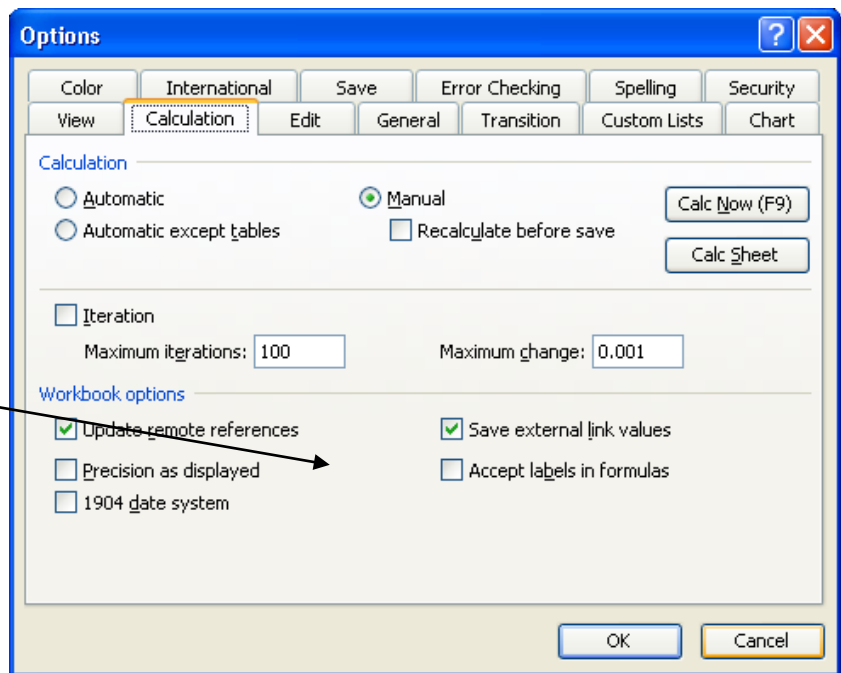 Options
Color International Save Error Checking Spelling Security
View Calculation Edit General Transition Custom Lists Chart
Calculation
Automatic Manual Calc Now (F9)
Automatic except tables Recalculate before save
Calc Sheet
Iteration
Maximum iterations: 100 Maximum change: 0.001
Workbook options
Update remote references Save external link values
Precision as displayed Accept labels in formulas
1904 date system
OK Cancel